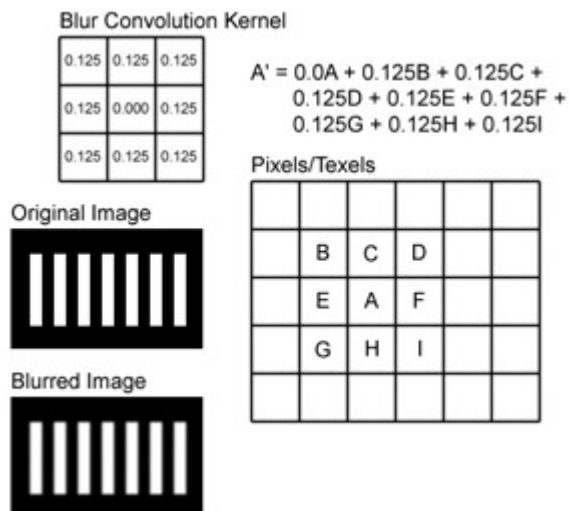 Blur Convolution Kernel
0.125 0.125 0.125
0.125 0.000 0.125
0.125 0.125 0.125
A' = 0.0A + 0.125B + 0.125C +
0.125D + 0.125E + 0.125F +
0.125G + 0.125H + 0.125I
Pixels/Texels
B C D
E A F
G H I
Original Image
Blurred Image